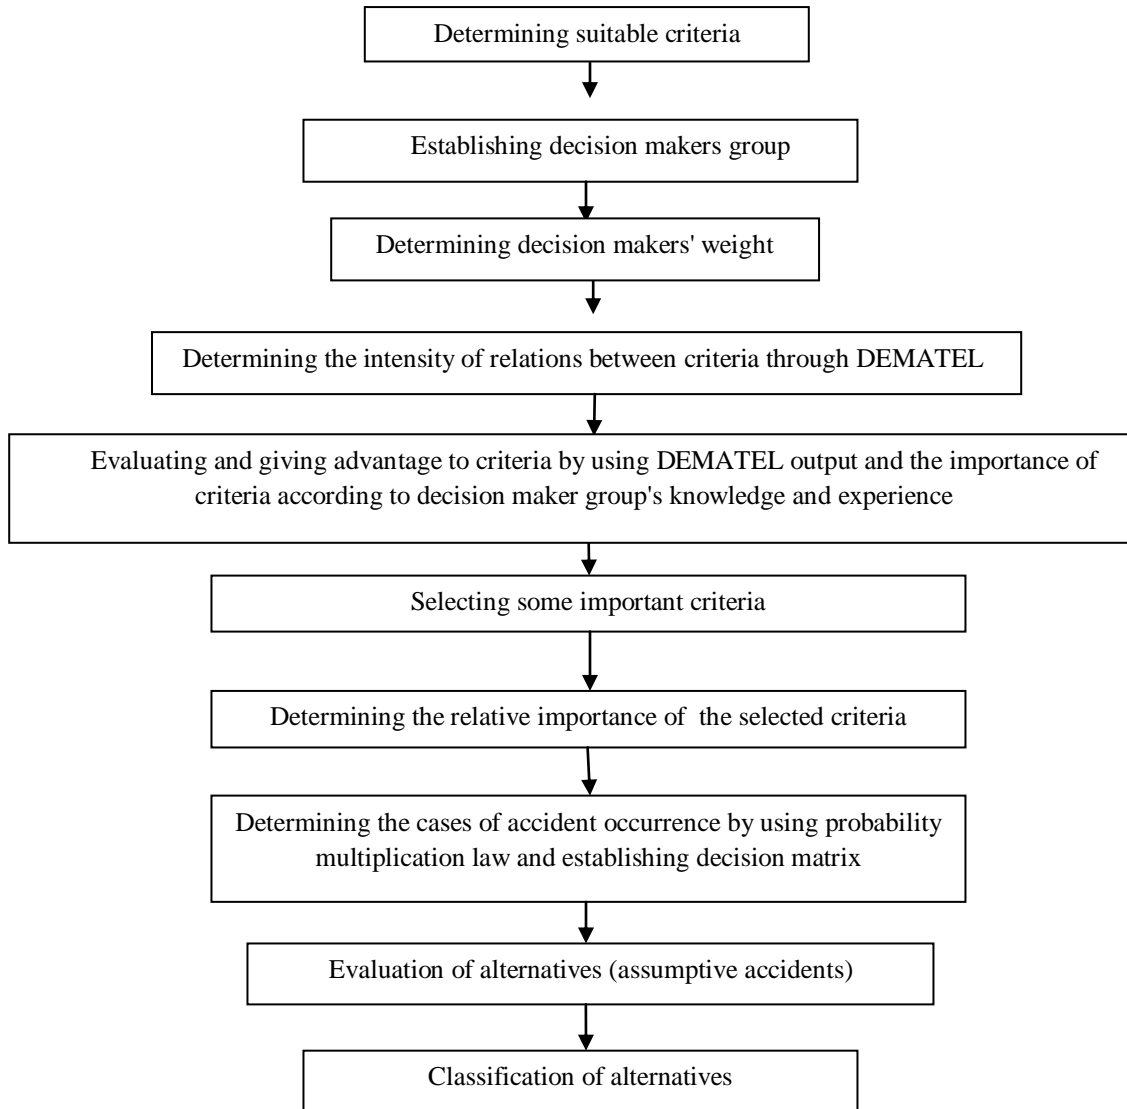 Determining suitable criteria
Establishing decision makers group
Determining decision makers' weight
Determining the intensity of relations between criteria through DEMATEL
Evaluating and giving advantage to criteria by using DEMATEL output and the importance of
criteria according to decision maker group's knowledge and experience
Selecting some important criteria
Determining the relative importance of  the selected criteria
Determining the cases of accident occurrence by using probability
multiplication law and establishing decision matrix
Evaluation of alternatives (assumptive accidents)
Classification of alternatives